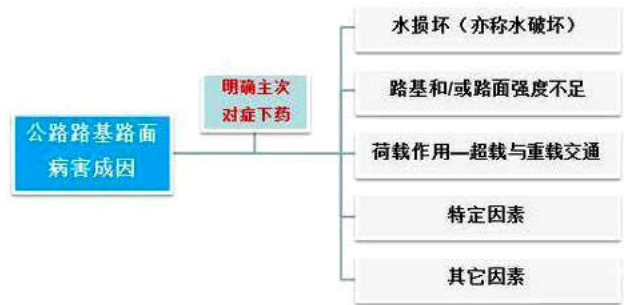 公路路基路面
病害成因
明确主次
对症下药
水损坏（亦称水破坏）
路基和/或路面强度不足
荷载作用—超载与重载交通
特定因素
其它因素